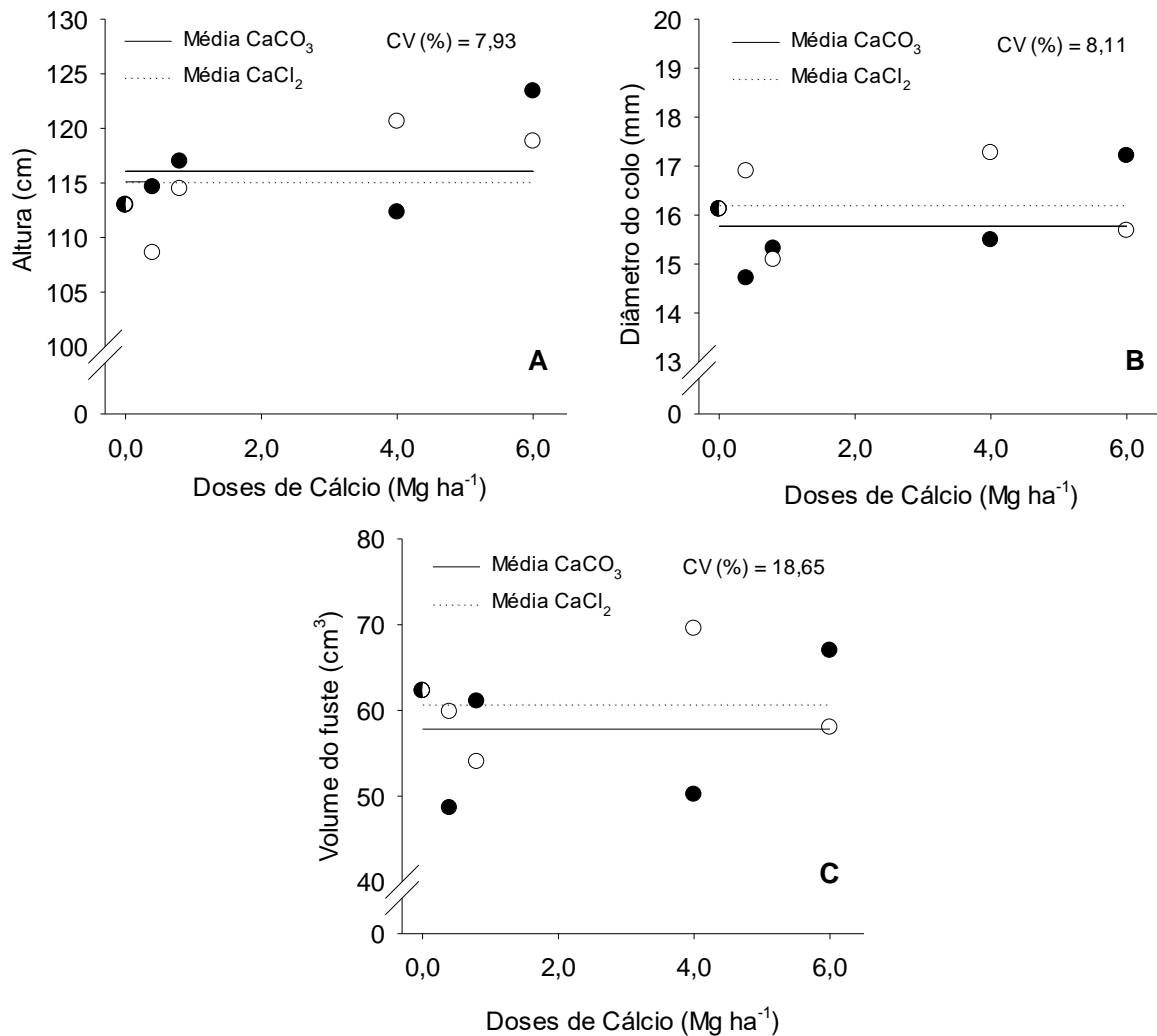 130
125
120
115
110
105
100
0
Altura (cm)
Média CaCO3
Média CaCl2
CV (%) = 7,93
A
0,0 2,0 4,0 6,0
Doses de Cálcio (Mg ha-1)
20
19
18
17
16
15
14
13
0
Diâmetro do colo (mm)
Média CaCO3
Média CaCl2
CV (%) = 8,11
B
0,0 2,0 4,0 6,0
Doses de Cálcio (Mg ha-1)
80
70
60
50
40
0
Volume do fuste (cm3)
Média CaCO3
Média CaCl2
CV (%) = 18,65
C
0,0 2,0 4,0 6,0
Doses de Cálcio (Mg ha-1)